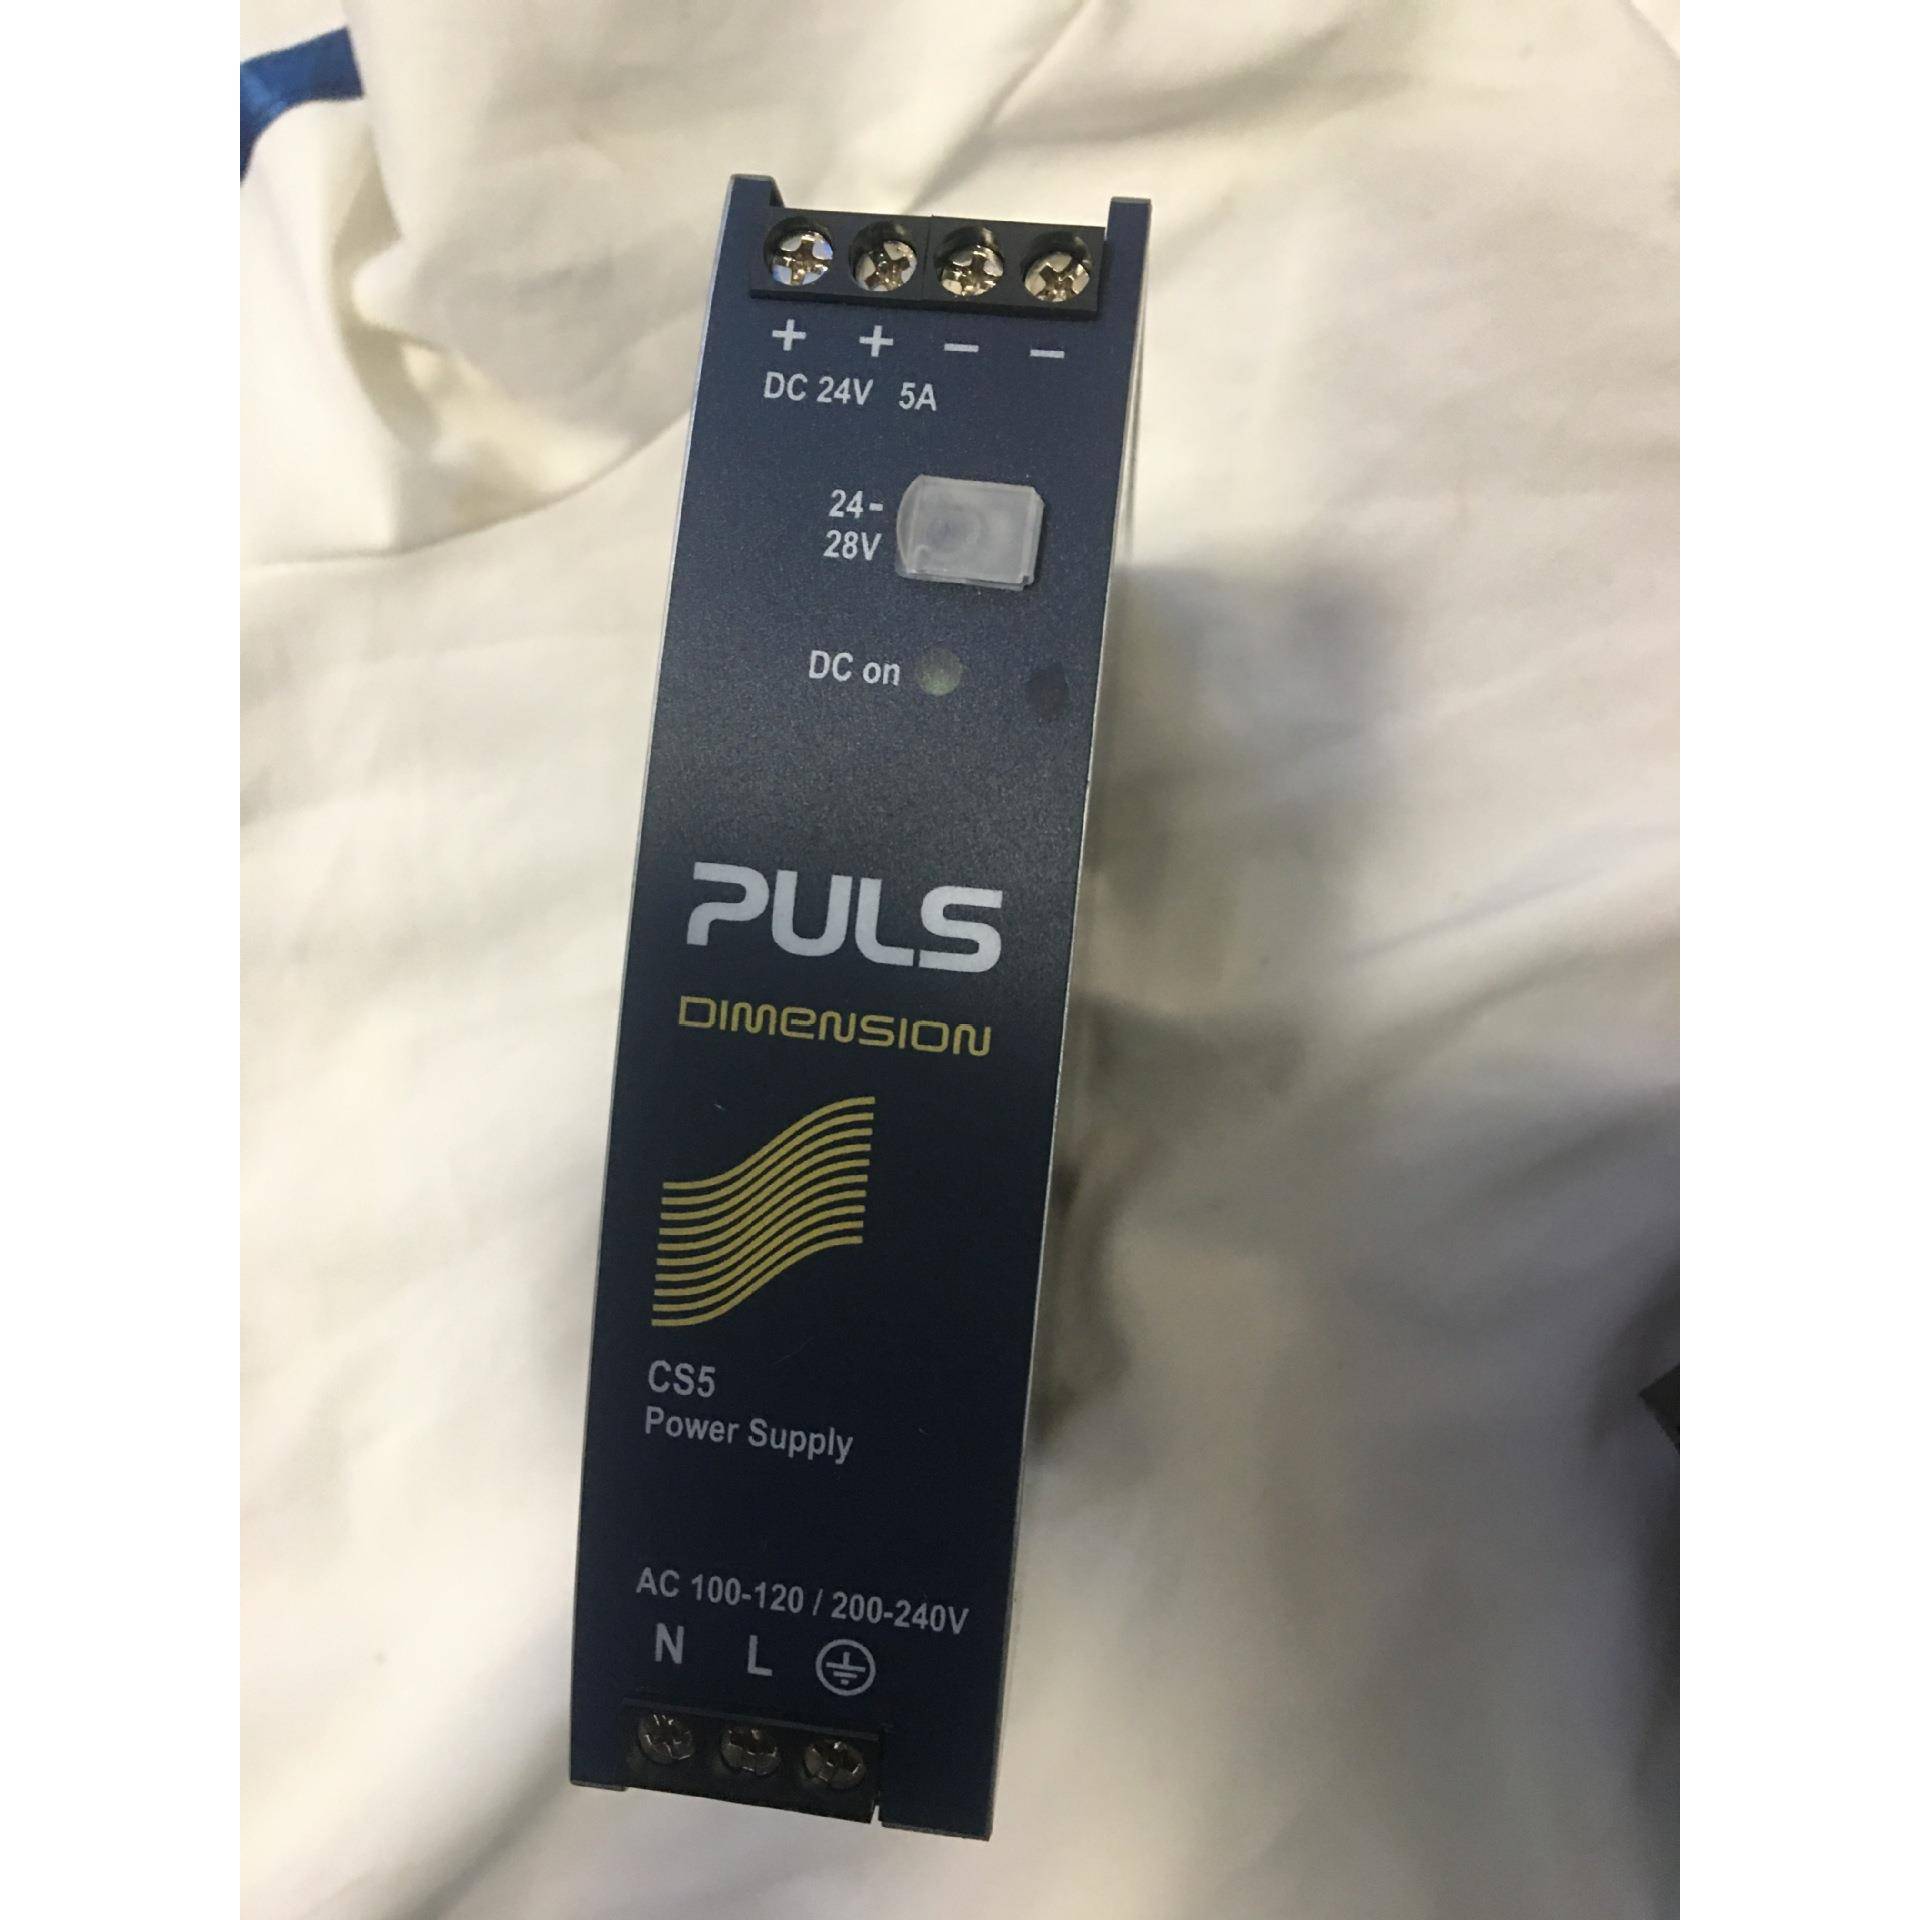 + + − −
DC 24V 5A
24-
28V
DC on
PULS
DIMENSION
CS5
Power Supply
AC 100-120 / 200-240V
N L